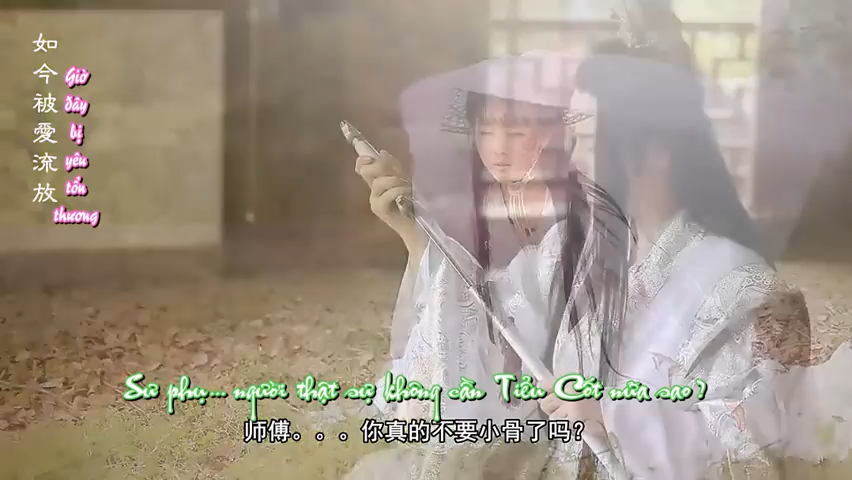 如今被愛流放
Giờ đây bị yêu tổn thương
Sư phụ... người thật sự không cần Tiểu Cốt nữa sao?
师傅。。。你真的不要小骨了吗?